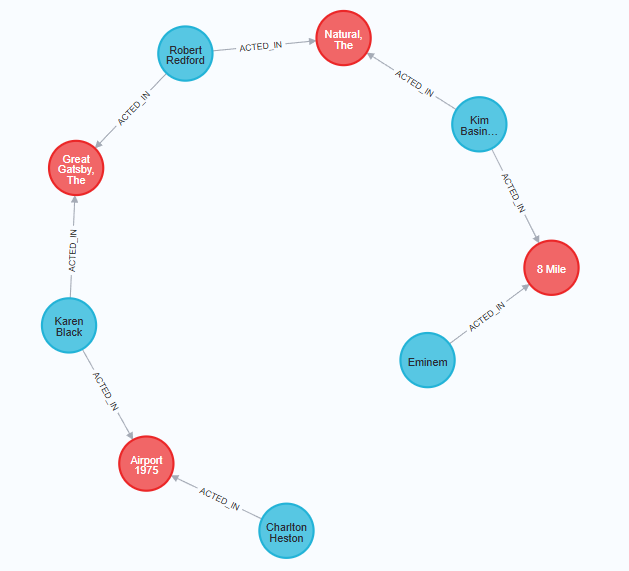 Robert
Redford
ACTED_IN
Natural,
The
ACTED_IN
ACTED_IN
Kim
Basin...
Great
Gatsby,
The
ACTED_IN
ACTED_IN
8 Mile
Karen
Black
ACTED_IN
Eminem
ACTED_IN
Airport
1975
ACTED_IN
Charlton
Heston